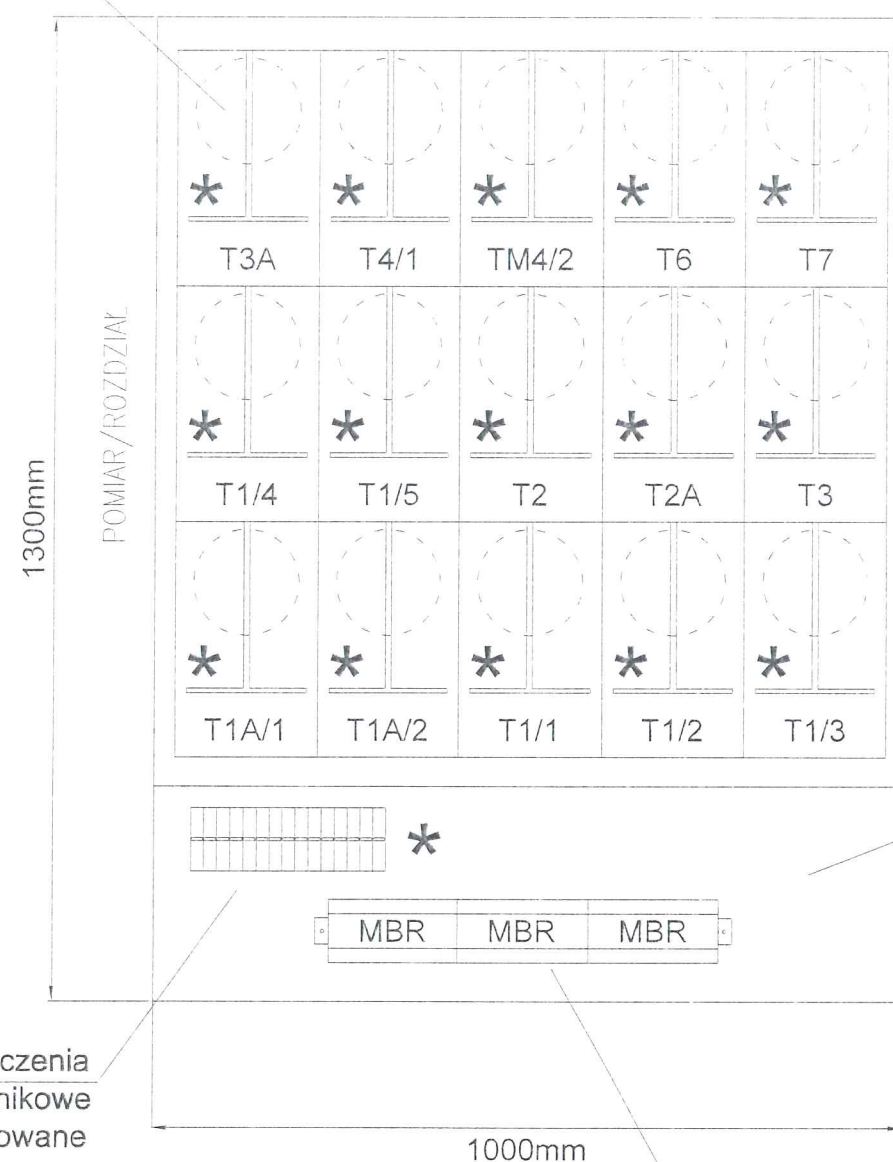 * * * * *
T3A T4/1 TM4/2 T6 T7
POMIAR/ROZDZIAŁ
* * * * *
T1/4 T1/5 T2 T2A T3
1300mm
* * * * *
T1A/1 T1A/2 T1/1 T1/2 T1/3
*
MBR MBR MBR
czenia
nikowe
owane
1000mm